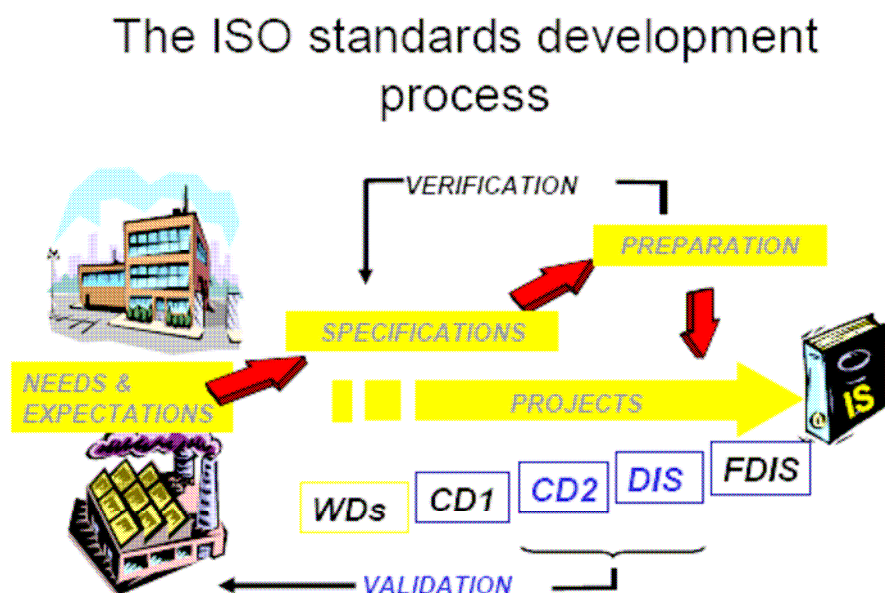 The ISO standards development
process
VERIFICATION
PREPARATION
SPECIFICATIONS
NEEDS &
EXPECTATIONS
PROJECTS
IS
WDs
CD1
CD2
DIS
FDIS
VALIDATION